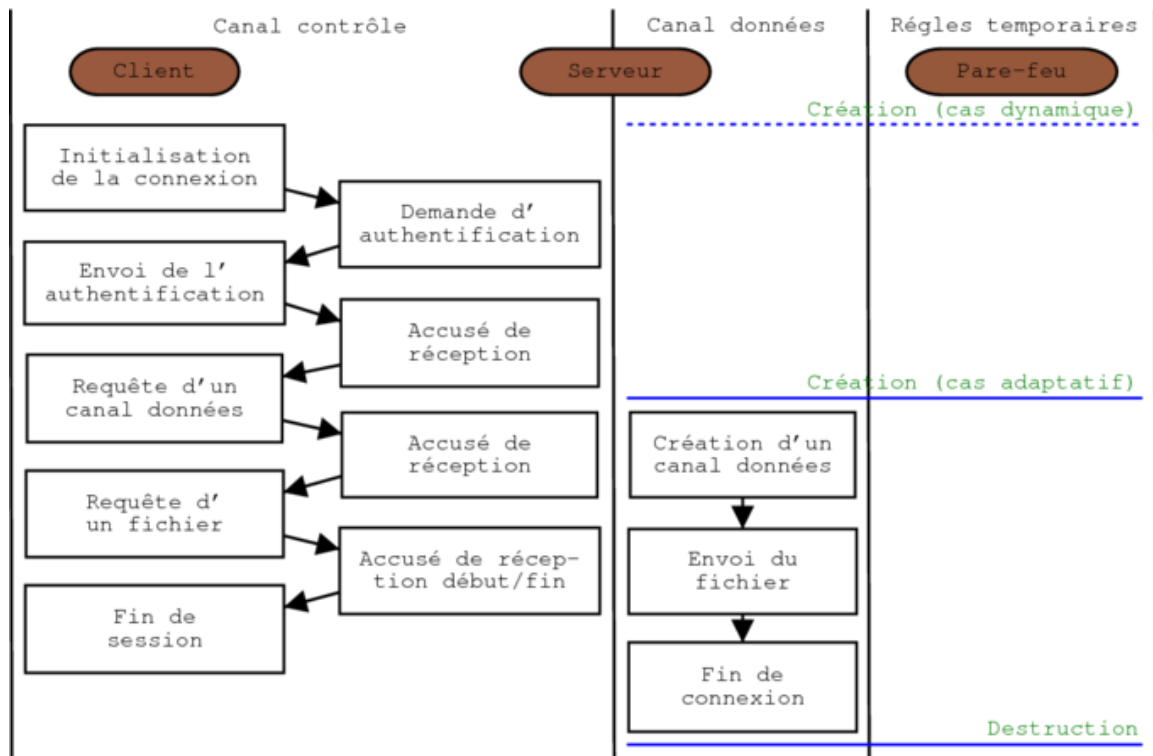 Canal contrôle
Canal données
Régles temporaires
Client
Serveur
Pare-feu
Création (cas dynamique)
Initialisation
de la connexion
Demande d'
authentification
Envoi de l'
authentification
Accusé de
réception
Création (cas adaptatif)
Requête d'un
canal données
Accusé de
réception
Création d'un
canal données
Requête d'
un fichier
Accusé de récep-
tion début/fin
Envoi du
fichier
Fin de
session
Fin de
connexion
Destruction